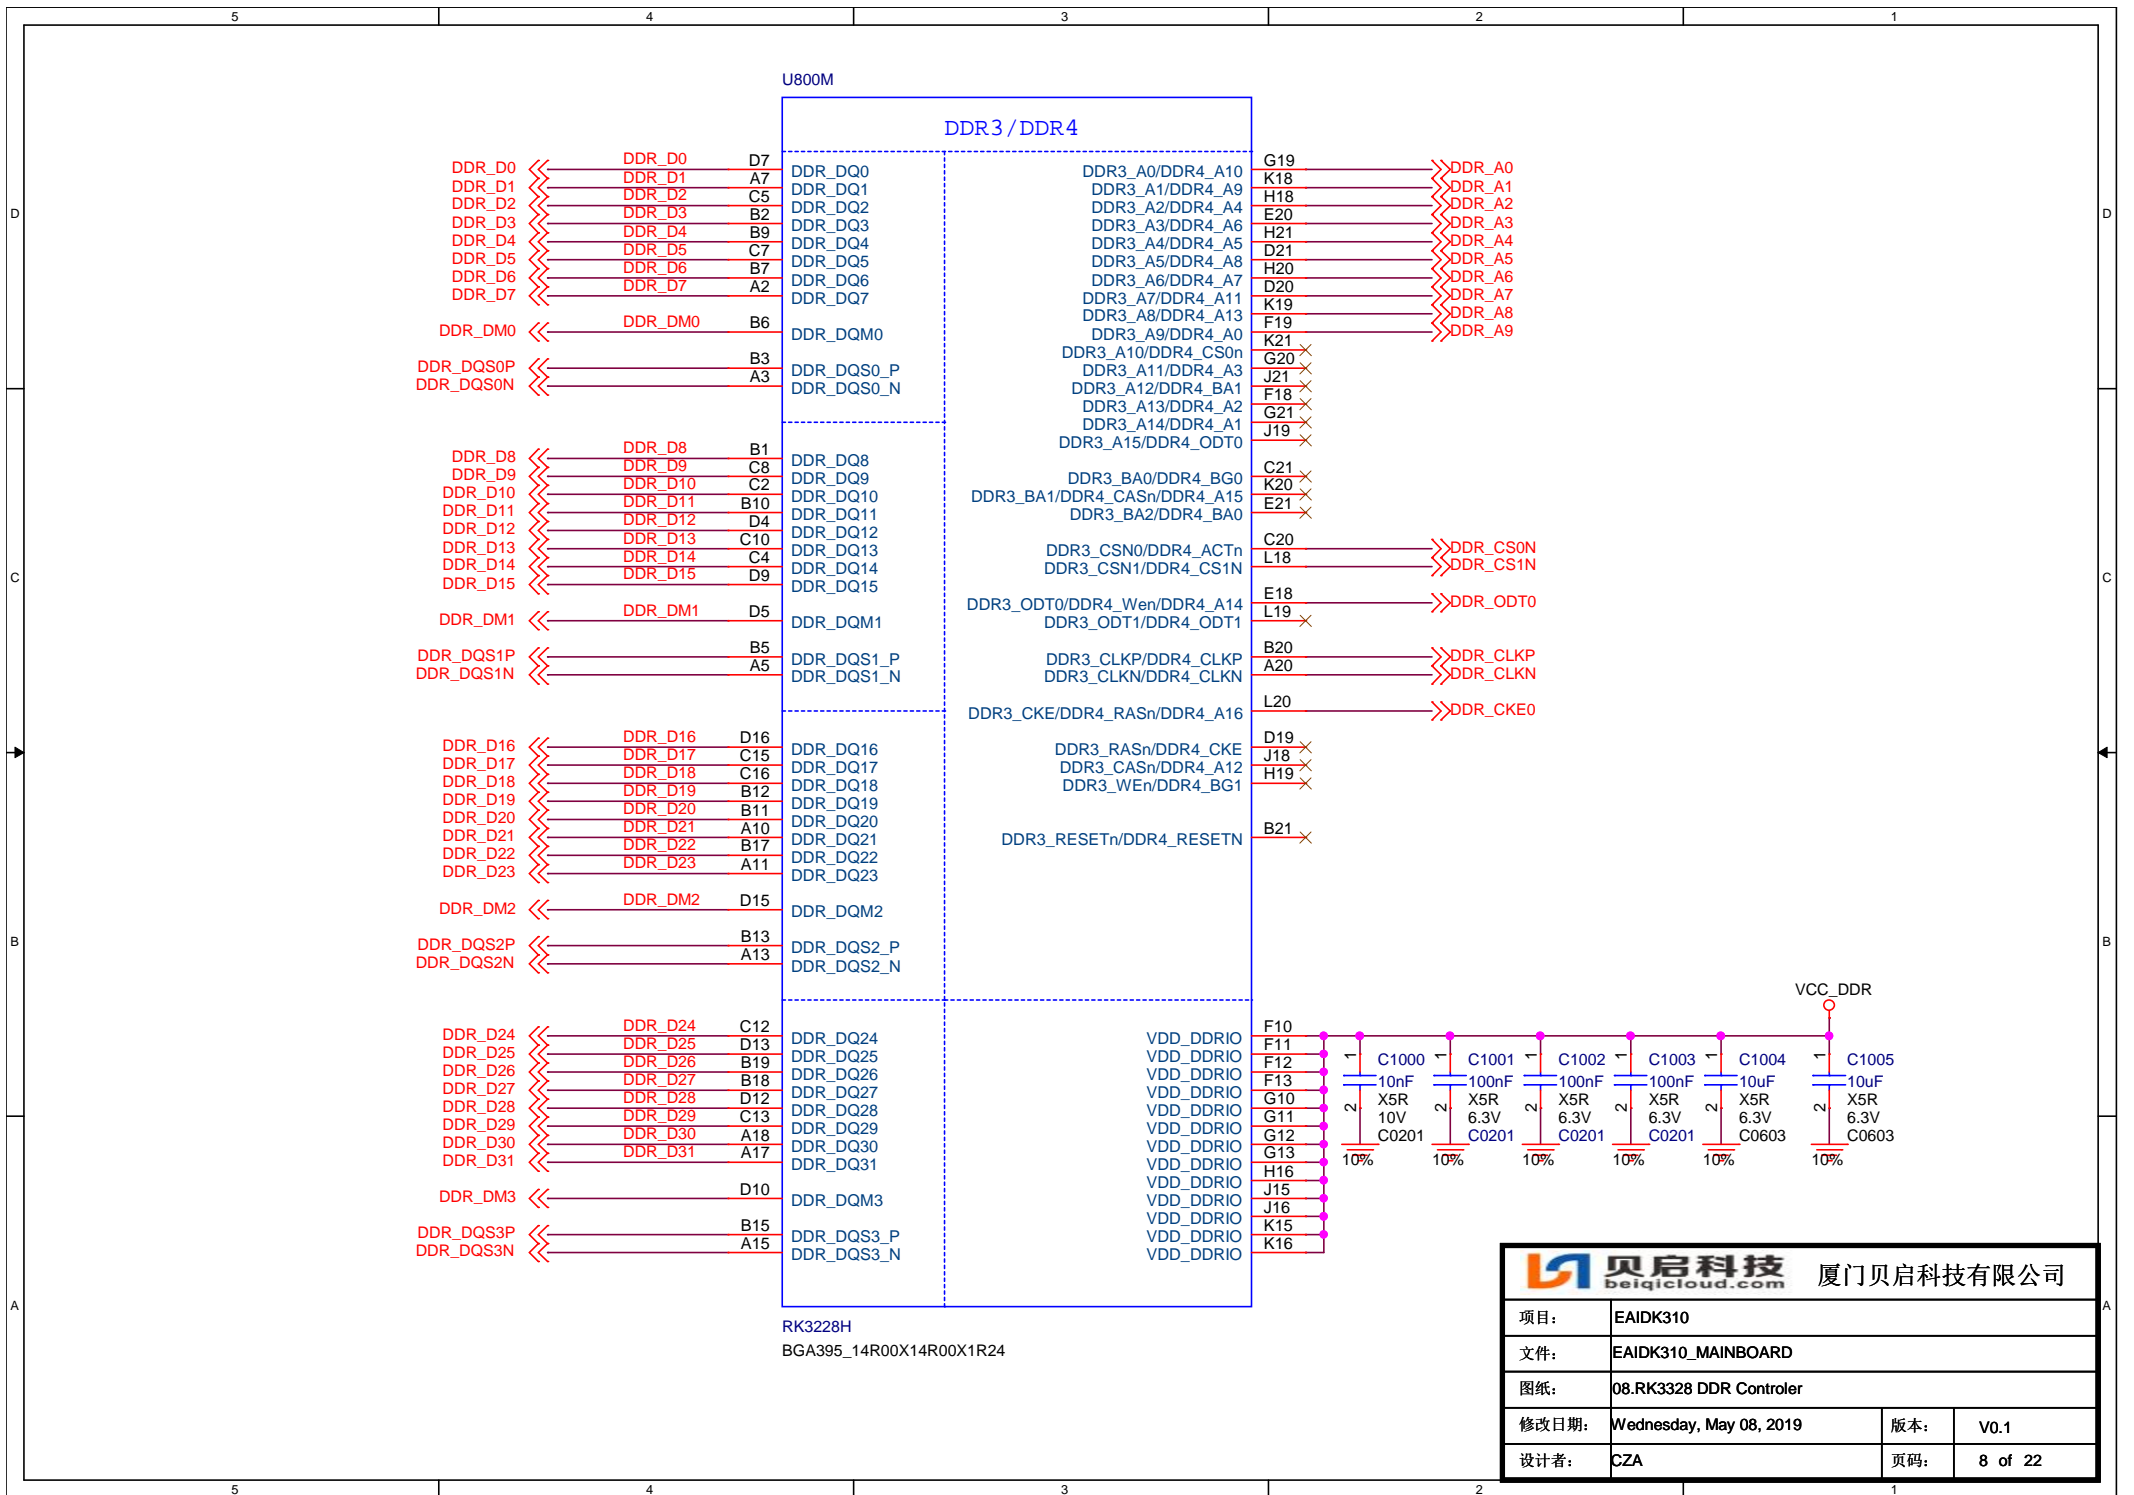 5 4 3 2 1
U800M
DDR3/DDR4
DDR_D0 DDR_D0 D7 DDR_DQ0 DDR3_A0/DDR4_A10 G19 DDR_A0
DDR_D1 DDR_D1 A7 DDR_DQ1 DDR3_A1/DDR4_A9 K18 DDR_A1
DDR_D2 DDR_D2 C5 DDR_DQ2 DDR3_A2/DDR4_A4 H18 DDR_A2
D DDR_D3 DDR_D3 B2 DDR_DQ3 DDR3_A3/DDR4_A6 E20 DDR_A3 D
DDR_D4 DDR_D4 B9 DDR_DQ4 DDR3_A4/DDR4_A5 H21 DDR_A4
DDR_D5 DDR_D5 C7 DDR_DQ5 DDR3_A5/DDR4_A8 D21 DDR_A5
DDR_D6 DDR_D6 B7 DDR_DQ6 DDR3_A6/DDR4_A7 H20 DDR_A6
DDR_D7 DDR_D7 A2 DDR_DQ7 DDR3_A7/DDR4_A11 D20 DDR_A7
DDR3_A8/DDR4_A13 K19 DDR_A8
DDR_DM0 DDR_DM0 B6 DDR_DQM0 DDR3_A9/DDR4_A0 F19 DDR_A9
DDR3_A10/DDR4_CS0n K21
DDR_DQS0P B3 DDR_DQS0_P DDR3_A11/DDR4_A3 G20
DDR_DQS0N A3 DDR_DQS0_N DDR3_A12/DDR4_BA1 J21
DDR3_A13/DDR4_A2 F18
DDR3_A14/DDR4_A1 G21
DDR3_A15/DDR4_ODT0 J19
DDR_D8 DDR_D8 B1 DDR_DQ8
DDR_D9 DDR_D9 C8 DDR_DQ9 DDR3_BA0/DDR4_BG0 C21
DDR_D10 DDR_D10 C2 DDR_DQ10 DDR3_BA1/DDR4_CASn/DDR4_A15 K20
DDR_D11 DDR_D11 B10 DDR_DQ11 DDR3_BA2/DDR4_BA0 E21
DDR_D12 DDR_D12 D4 DDR_DQ12
DDR_D13 DDR_D13 C10 DDR_DQ13 DDR3_CSN0/DDR4_ACTn C20 DDR_CS0N
DDR_D14 DDR_D14 C4 DDR_DQ14 DDR3_CSN1/DDR4_CS1N L18 DDR_CS1N
C DDR_D15 DDR_D15 D9 DDR_DQ15 C
DDR3_ODT0/DDR4_Wen/DDR4_A14 E18 DDR_ODT0
DDR_DM1 DDR_DM1 D5 DDR_DQM1 DDR3_ODT1/DDR4_ODT1 L19
DDR_DQS1P B5 DDR_DQS1_P DDR3_CLKP/DDR4_CLKP B20 DDR_CLKP
DDR_DQS1N A5 DDR_DQS1_N DDR3_CLKN/DDR4_CLKN A20 DDR_CLKN
DDR3_CKE/DDR4_RASn/DDR4_A16 L20 DDR_CKE0
DDR_D16 DDR_D16 D16 DDR_DQ16 DDR3_RASn/DDR4_CKE D19
DDR_D17 DDR_D17 C15 DDR_DQ17 DDR3_CASn/DDR4_A12 J18
DDR_D18 DDR_D18 C16 DDR_DQ18 DDR3_WEn/DDR4_BG1 H19
DDR_D19 DDR_D19 B12 DDR_DQ19
DDR_D20 DDR_D20 B11 DDR_DQ20
DDR_D21 DDR_D21 A10 DDR_DQ21 DDR3_RESETn/DDR4_RESETN B21
DDR_D22 DDR_D22 B17 DDR_DQ22
DDR_D23 DDR_D23 A11 DDR_DQ23
DDR_DM2 DDR_DM2 D15 DDR_DQM2
B DDR_DQS2P B13 DDR_DQS2_P B
DDR_DQS2N A13 DDR_DQS2_N
VCC_DDR
DDR_D24 DDR_D24 C12 DDR_DQ24 VDD_DDRIO F10
DDR_D25 DDR_D25 D13 DDR_DQ25 VDD_DDRIO F11
DDR_D26 DDR_D26 B19 DDR_DQ26 VDD_DDRIO F12
DDR_D27 DDR_D27 B18 DDR_DQ27 VDD_DDRIO F13
DDR_D28 DDR_D28 D12 DDR_DQ28 VDD_DDRIO G10
DDR_D29 DDR_D29 C13 DDR_DQ29 VDD_DDRIO G11
DDR_D30 DDR_D30 A18 DDR_DQ30 VDD_DDRIO G12
DDR_D31 DDR_D31 A17 DDR_DQ31 VDD_DDRIO G13
VDD_DDRIO H16
DDR_DM3 D10 DDR_DQM3 VDD_DDRIO J15
VDD_DDRIO J16
DDR_DQS3P B15 DDR_DQS3_P VDD_DDRIO K15
DDR_DQS3N A15 DDR_DQS3_N VDD_DDRIO K16
1 C1000 1 C1001 1 C1002 1 C1003 1 C1004 1 C1005
10nF 100nF 100nF 100nF 10uF 10uF
2 X5R 2 X5R 2 X5R 2 X5R 2 X5R 2 X5R
10V 6.3V 6.3V 6.3V 6.3V 6.3V
C0201 C0201 C0201 C0201 C0603 C0603
10% 10% 10% 10% 10% 10%
A A
RK3228H
BGA395_14R00X14R00X1R24
贝启科技 厦门贝启科技有限公司
beiqicloud.com
项目: EAIDK310
文件: EAIDK310_MAINBOARD
图纸: 08.RK3328 DDR Controler
修改日期: Wednesday, May 08, 2019 版本: V0.1
设计者: CZA 页码: 8 of 22
5 4 3 2 1